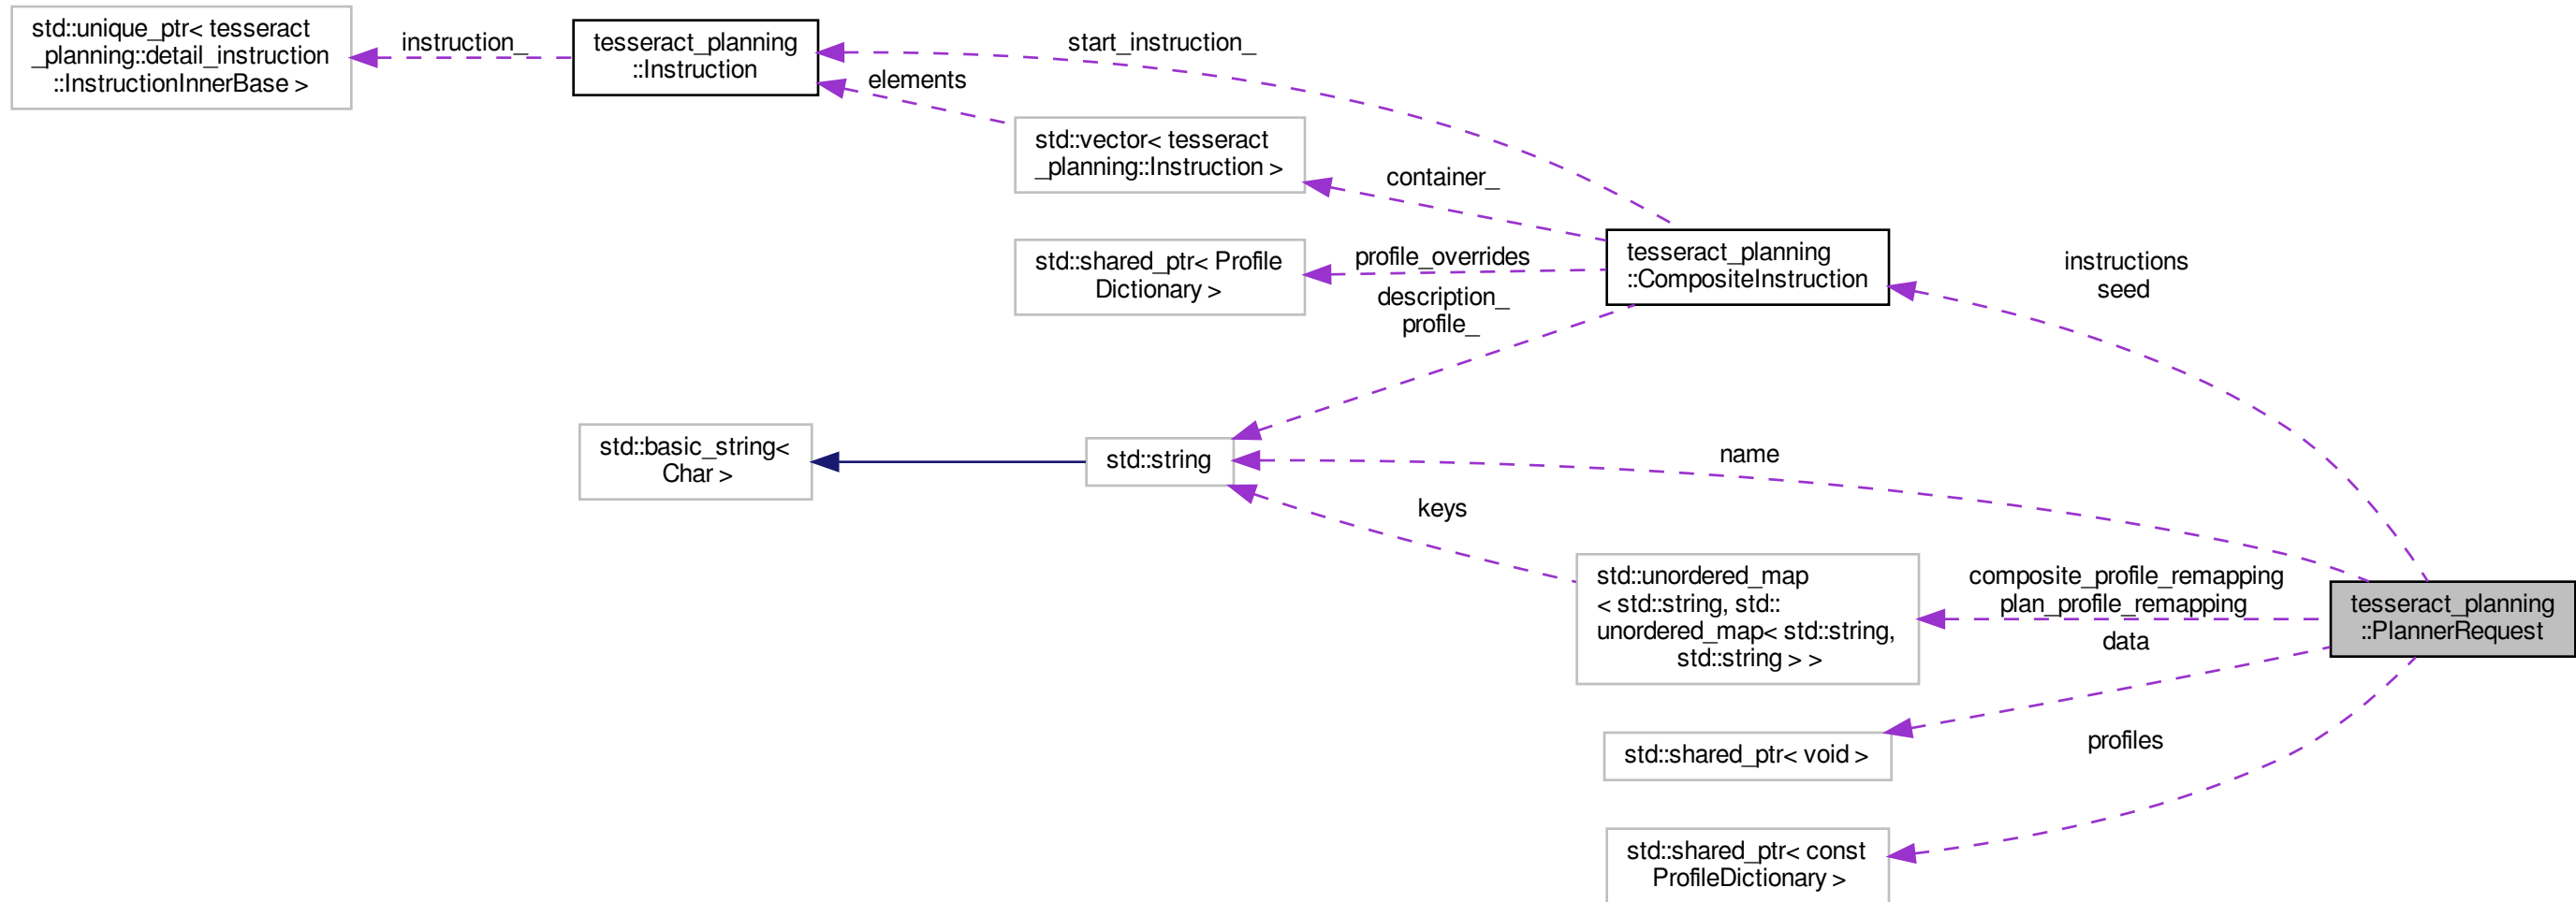 std::unique_ptr< tesseract
_planning::detail_instruction
::InstructionInnerBase >
instruction_
tesseract_planning
::Instruction
start_instruction_
elements
std::vector< tesseract
_planning::Instruction >
container_
std::shared_ptr< Profile
Dictionary >
profile_overrides
description_
profile_
tesseract_planning
::CompositeInstruction
instructions
seed
std::basic_string<
Char >
std::string
name
keys
std::unordered_map
< std::string, std::
unordered_map< std::string,
std::string > >
composite_profile_remapping
plan_profile_remapping
data
tesseract_planning
::PlannerRequest
std::shared_ptr< void >
profiles
std::shared_ptr< const
ProfileDictionary >